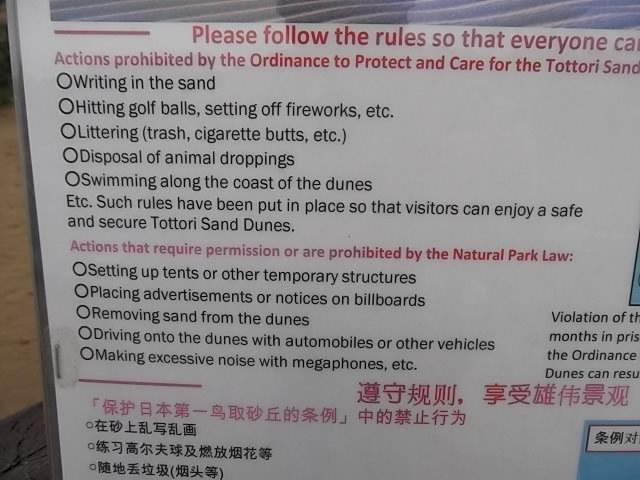 Please follow the rules so that everyone ca
Actions prohibited by the Ordinance to Protect and Care for the Tottori Sand
○Writing in the sand
○Hitting golf balls, setting off fireworks, etc.
○Littering (trash, cigarette butts, etc.)
○Disposal of animal droppings
○Swimming along the coast of the dunes
Etc. Such rules have been put in place so that visitors can enjoy a safe
and secure Tottori Sand Dunes.
Actions that require permission or are prohibited by the Natural Park Law:
○Setting up tents or other temporary structures
○Placing advertisements or notices on billboards
○Removing sand from the dunes
○Driving onto the dunes with automobiles or other vehicles
○Making excessive noise with megaphones, etc.
Violation of th
months in pris
the Ordinance
Dunes can resu
遵守规则，享受雄伟景观
「保护日本第一鸟取砂丘的条例」中的禁止行为
○在砂上乱写乱画
○练习高尔夫球及燃放烟花等
○随地丢垃圾(烟头等)
条例对